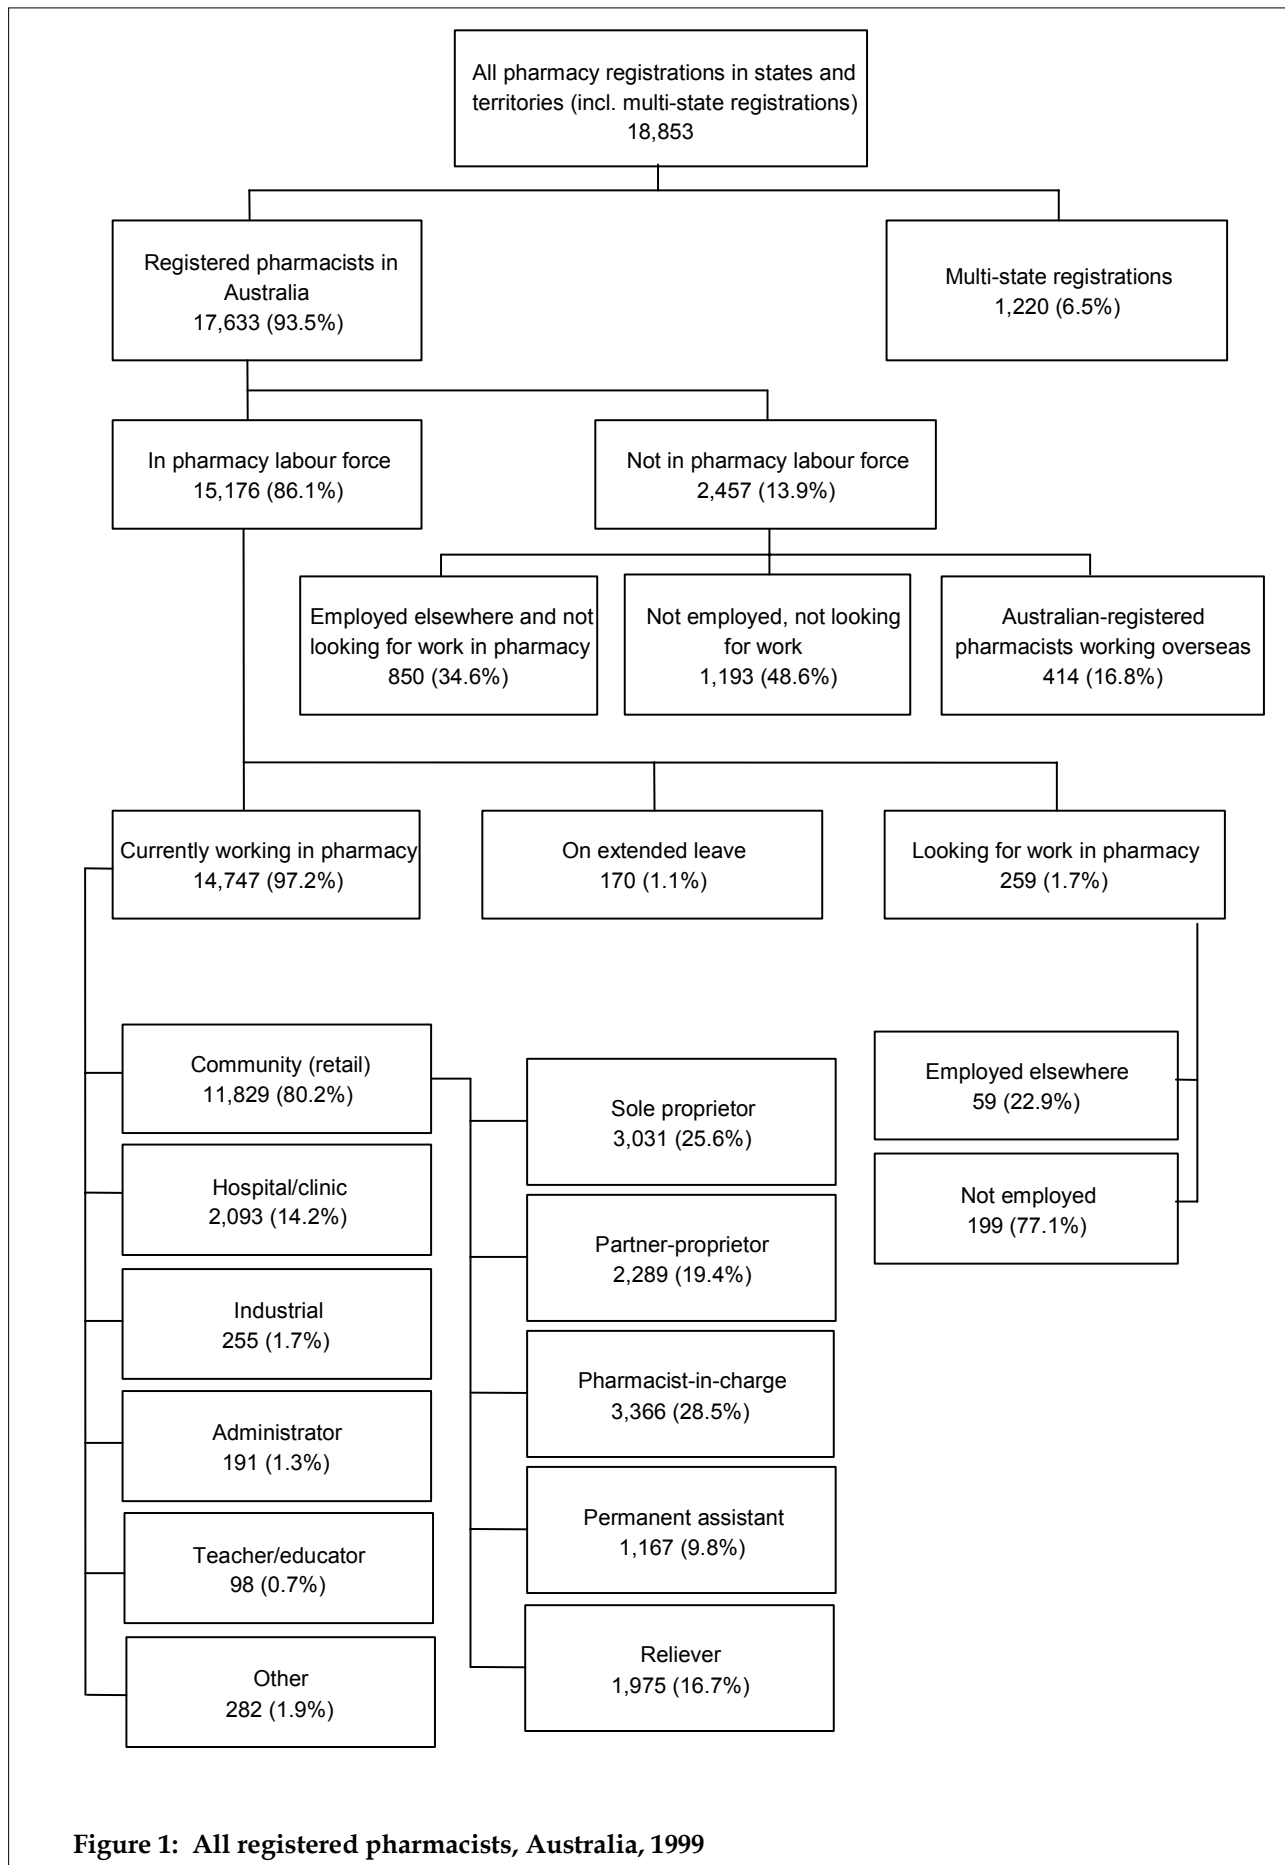 All pharmacy registrations in states and
territories (incl. multi-state registrations)
18,853
Registered pharmacists in
Australia
17,633 (93.5%)
Multi-state registrations
1,220 (6.5%)
In pharmacy labour force
15,176 (86.1%)
Not in pharmacy labour force
2,457 (13.9%)
Employed elsewhere and not
looking for work in pharmacy
850 (34.6%)
Not employed, not looking
for work
1,193 (48.6%)
Australian-registered
pharmacists working overseas
414 (16.8%)
Currently working in pharmacy
14,747 (97.2%)
On extended leave
170 (1.1%)
Looking for work in pharmacy
259 (1.7%)
Community (retail)
11,829 (80.2%)
Hospital/clinic
2,093 (14.2%)
Industrial
255 (1.7%)
Administrator
191 (1.3%)
Teacher/educator
98 (0.7%)
Other
282 (1.9%)
Sole proprietor
3,031 (25.6%)
Partner-proprietor
2,289 (19.4%)
Pharmacist-in-charge
3,366 (28.5%)
Permanent assistant
1,167 (9.8%)
Reliever
1,975 (16.7%)
Employed elsewhere
59 (22.9%)
Not employed
199 (77.1%)
Figure 1: All registered pharmacists, Australia, 1999